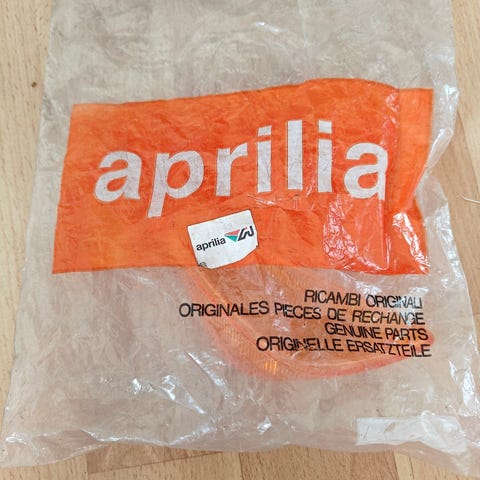 aprilia
aprilia
RICAMBI ORIGINALI
ORIGINALES PIECES DE RECHANGE
GENUINE PARTS
ORIGINELLE ERSATZTEILE